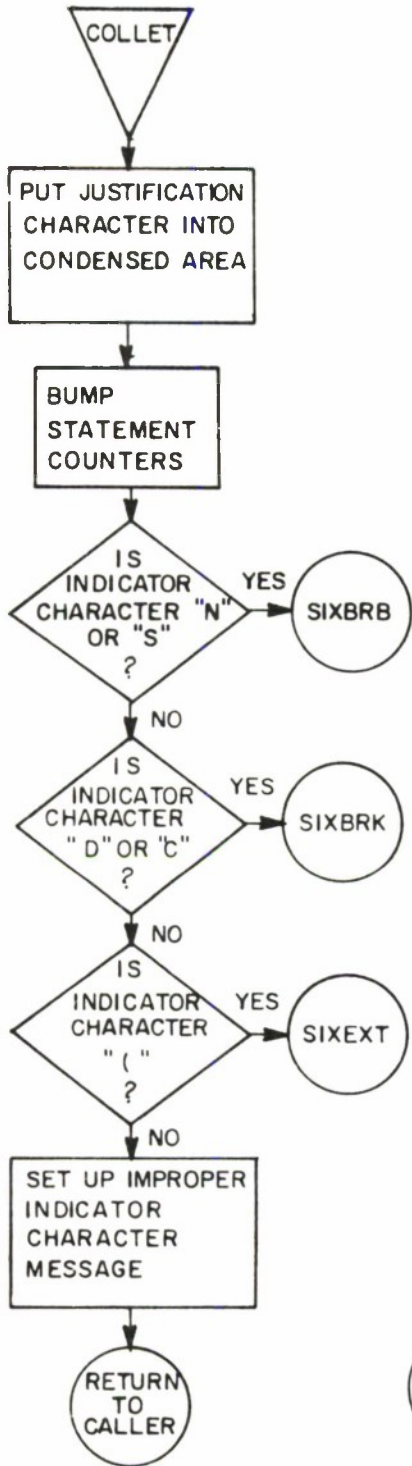 COLLET
PUT JUSTIFICATION
CHARACTER INTO
CONDENSED AREA
BUMP
STATEMENT
COUNTERS
IS
INDICATOR
CHARACTER "N"
OR "S"
?
YES
SIXBRB
NO
IS
INDICATOR
CHARACTER
"D" OR "C"
?
YES
SIXBRK
NO
IS
INDICATOR
CHARACTER
"("
?
YES
SIXEXT
NO
SET UP IMPROPER
INDICATOR
CHARACTER
MESSAGE
RETURN
TO
CALLER